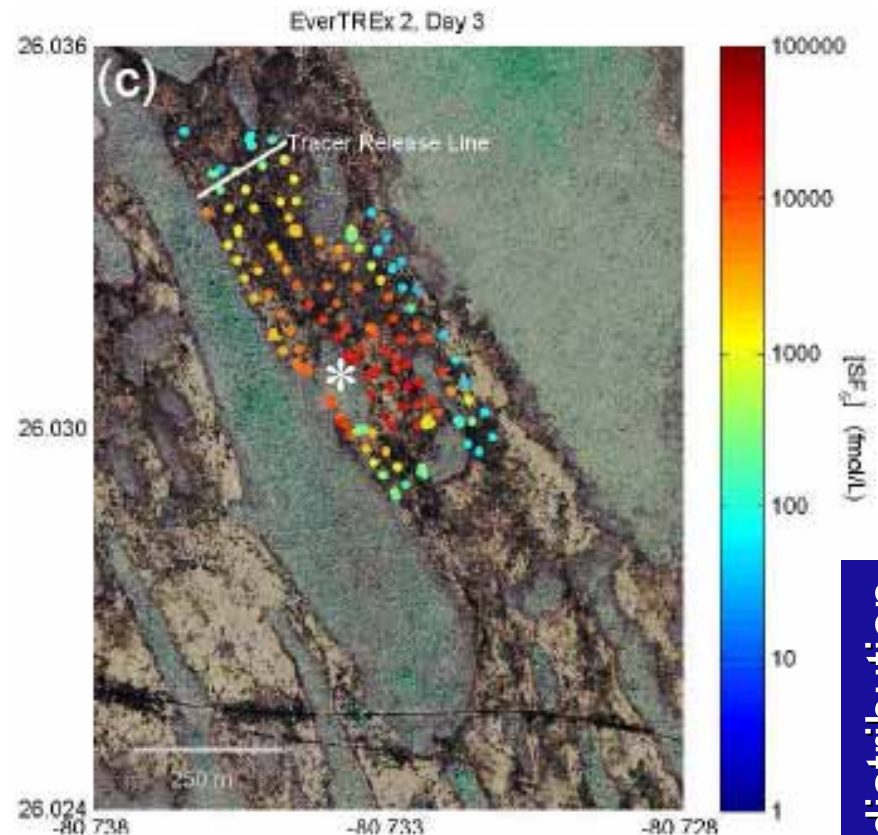 EverTREx 2, Day 3
26.036
(c)
Tracer Release Line
26.030
250 m
26.024
-80.738
-80.733
-80.728
100000
10000
1000
100
10
1
[SF6] (fmol/L)
distribution